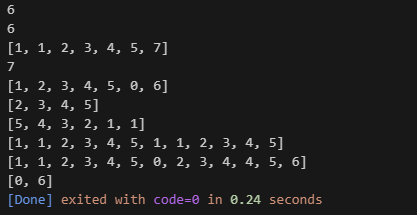 6
6
[1, 1, 2, 3, 4, 5, 7]
7
[1, 2, 3, 4, 5, 0, 6]
[2, 3, 4, 5]
[5, 4, 3, 2, 1, 1]
[1, 1, 2, 3, 4, 5, 1, 1, 2, 3, 4, 5]
[1, 1, 2, 3, 4, 5, 0, 2, 3, 4, 4, 5, 6]
[0, 6]
[Done] exited with code=0 in 0.24 seconds